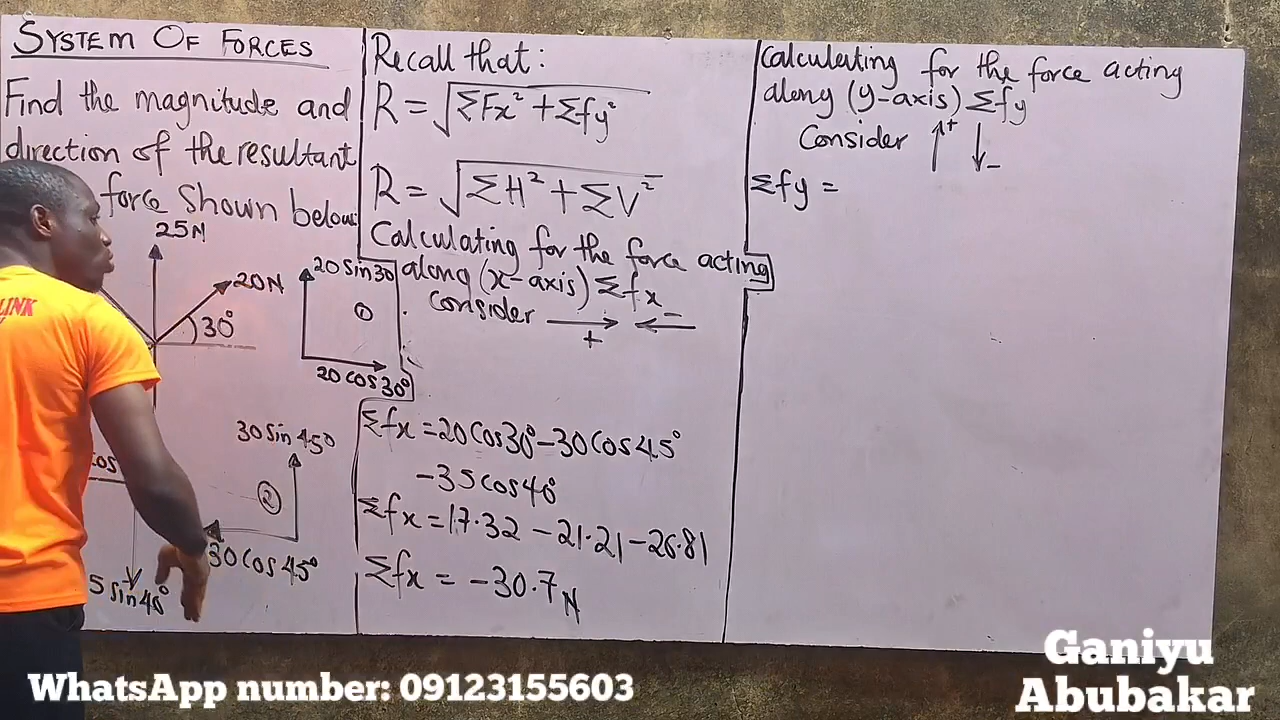 SYSTEM OF FORCES
Find the magnitude and
direction of the resultant
force shown below
25N
20N
30°
20 Sin 30
①
20 Cos 30°
30 Sin 45°
②
30 Cos 45°
cos
5 Sin 40°
LINK
Recall that:
R = √ΣFx² + Σfy²
R = √ΣH² + ΣV²
Calculating for the force acting
along (x-axis) Σfx
Consider → + ← -
Σfx = 20 Cos 30° - 30 Cos 45°
- 35 cos 40°
Σfx = 17.32 - 21.21 - 26.81
Σfx = -30.7 N
Calculating for the force acting
along (y-axis) Σfy
Consider ↑+ ↓-
Σfy =
WhatsApp number: 09123155603
Ganiyu
Abubakar